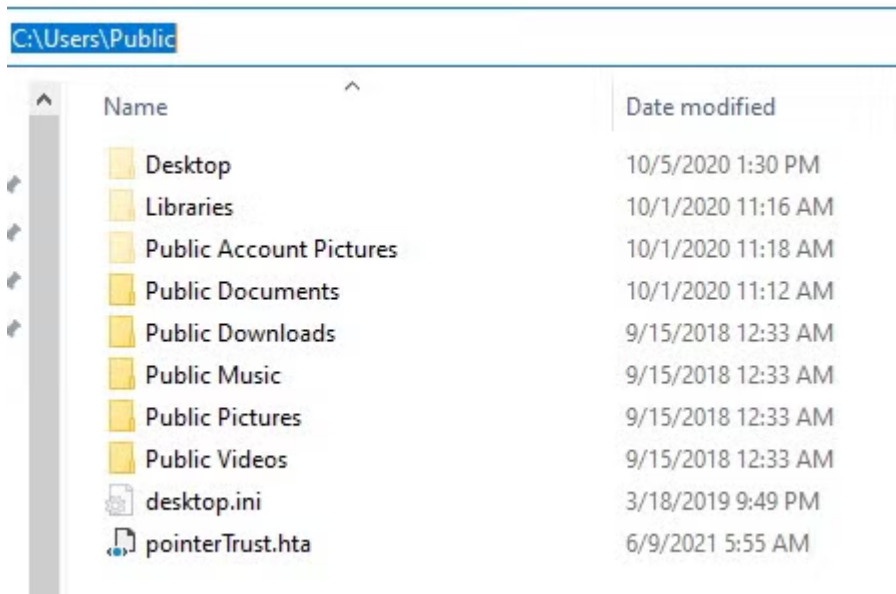 C:\Users\Public
Name Date modified
Desktop 10/5/2020 1:30 PM
Libraries 10/1/2020 11:16 AM
Public Account Pictures 10/1/2020 11:18 AM
Public Documents 10/1/2020 11:12 AM
Public Downloads 9/15/2018 12:33 AM
Public Music 9/15/2018 12:33 AM
Public Pictures 9/15/2018 12:33 AM
Public Videos 9/15/2018 12:33 AM
desktop.ini 3/18/2019 9:49 PM
pointerTrust.hta 6/9/2021 5:55 AM